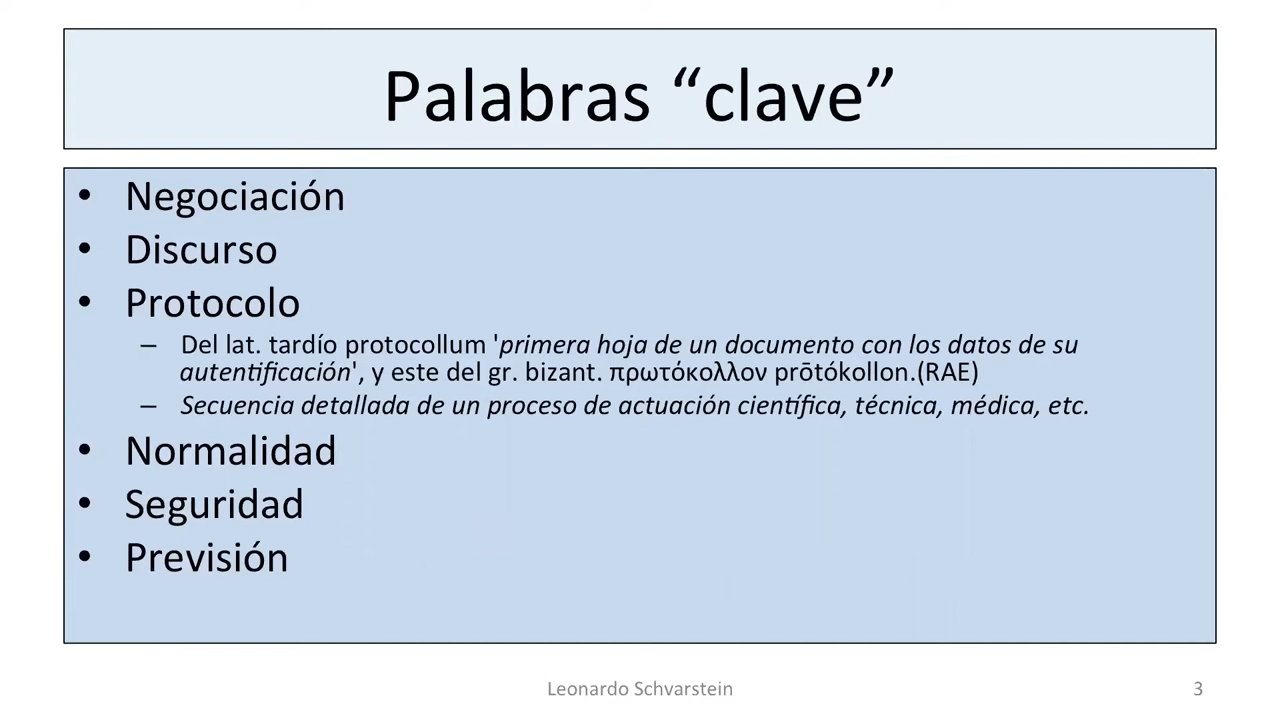 Palabras “clave”
• Negociación
• Discurso
• Protocolo
– Del lat. tardío protocollum 'primera hoja de un documento con los datos de su
autentificación', y este del gr. bizant. πρωτόκολλον prōtókollon.(RAE)
– Secuencia detallada de un proceso de actuación científica, técnica, médica, etc.
• Normalidad
• Seguridad
• Previsión
Leonardo Schvarstein
3